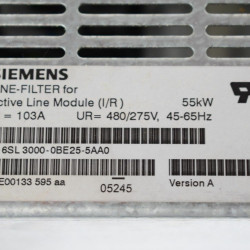 SIEMENS
NE-FILTER for
ctive Line Module (I/R) 55kW
= 103A UR= 480/275V, 45-65Hz
6SL 3000-0BE25-5AA0
E00133 595 aa
05245 Version A